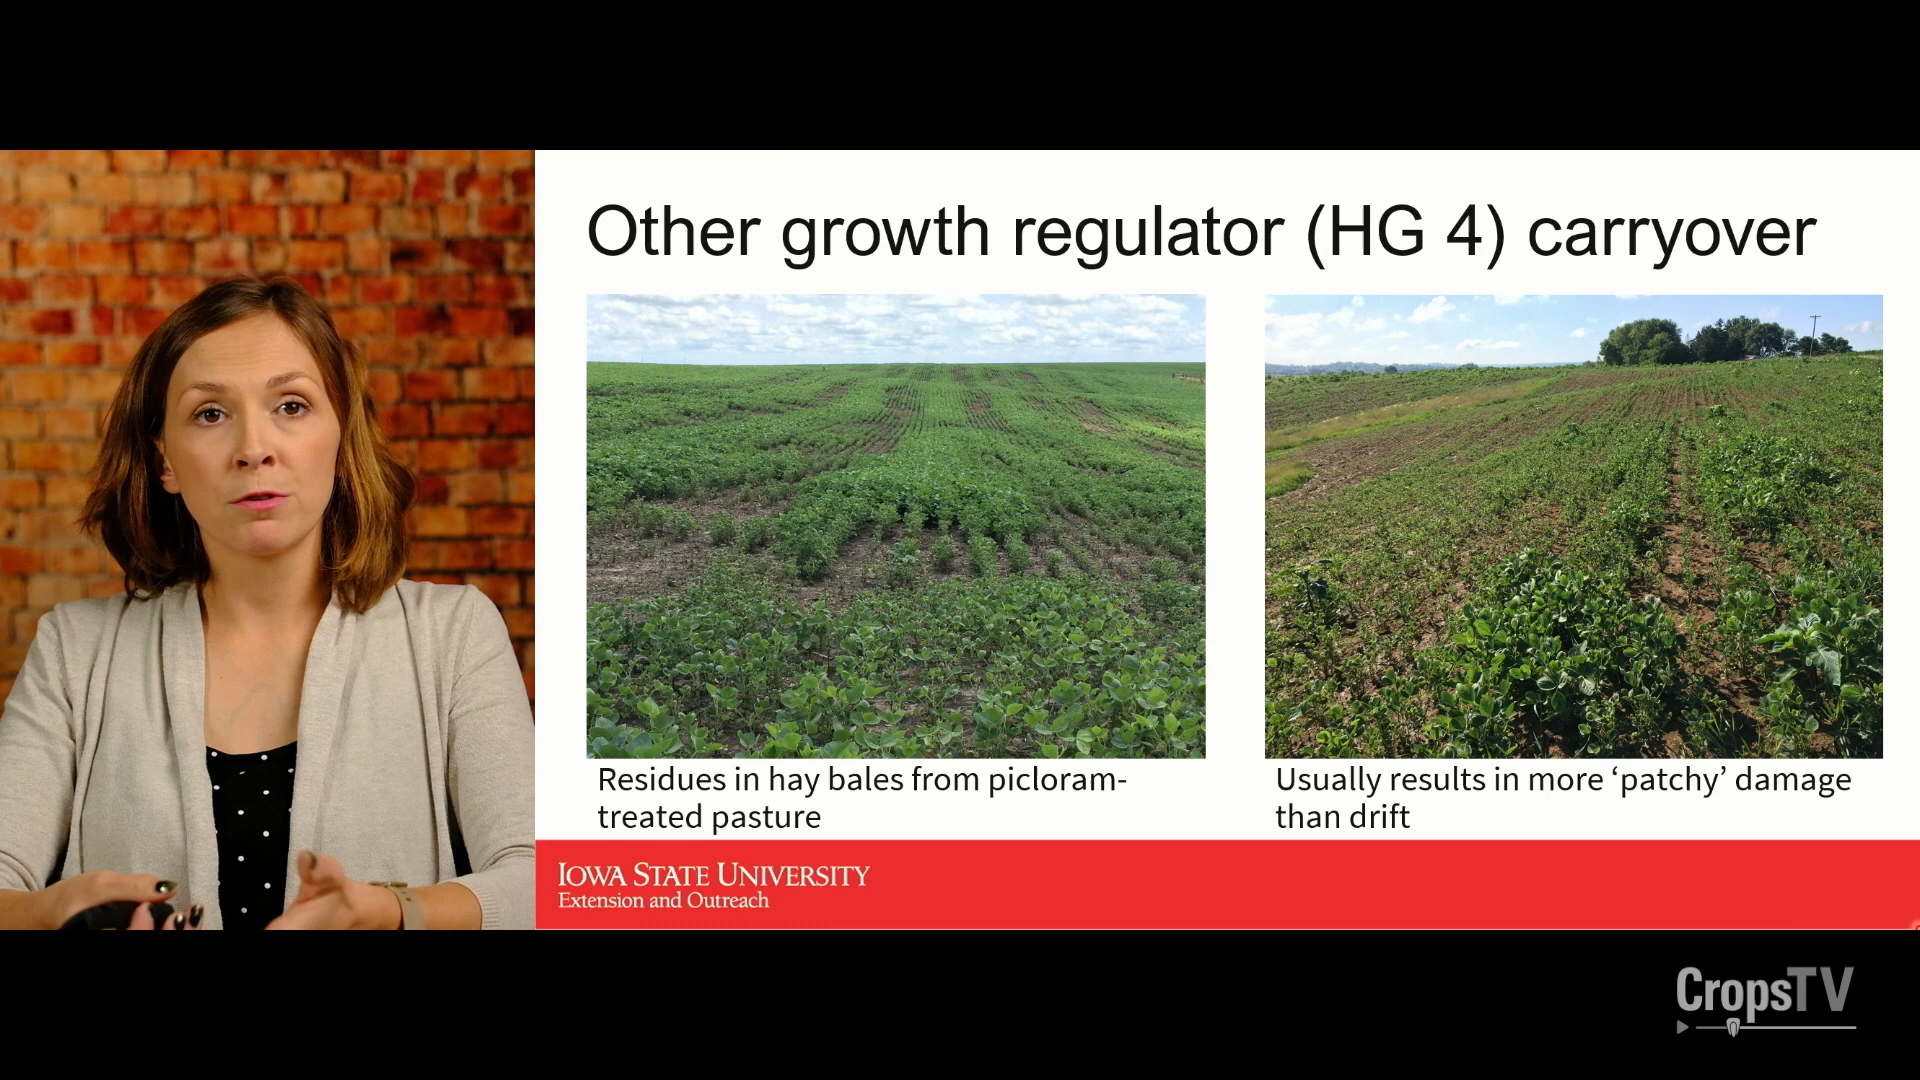 Other growth regulator (HG 4) carryover
Residues in hay bales from picloram-
treated pasture
Usually results in more ‘patchy’ damage
than drift
IOWA STATE UNIVERSITY
Extension and Outreach
CropsTV